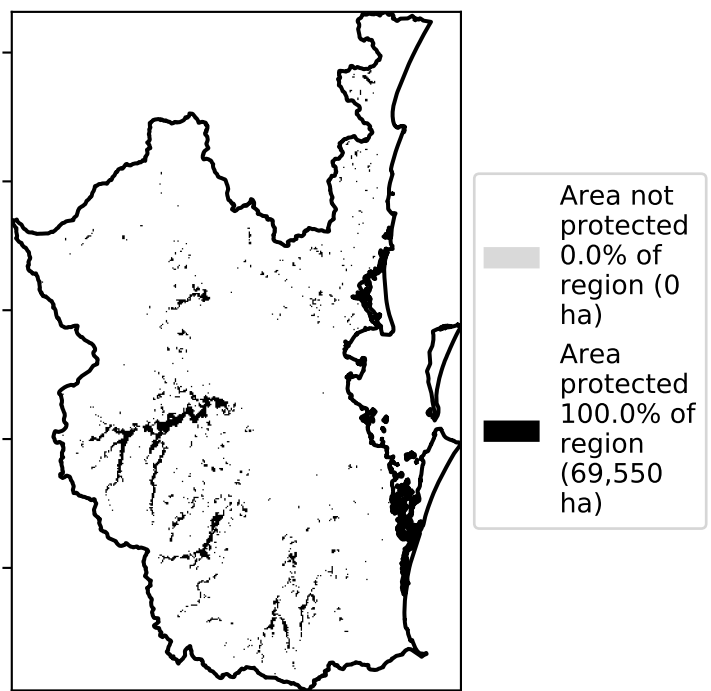 Area not
protected
0.0% of
region (0
ha)
Area
protected
100.0% of
region
(69,550
ha)